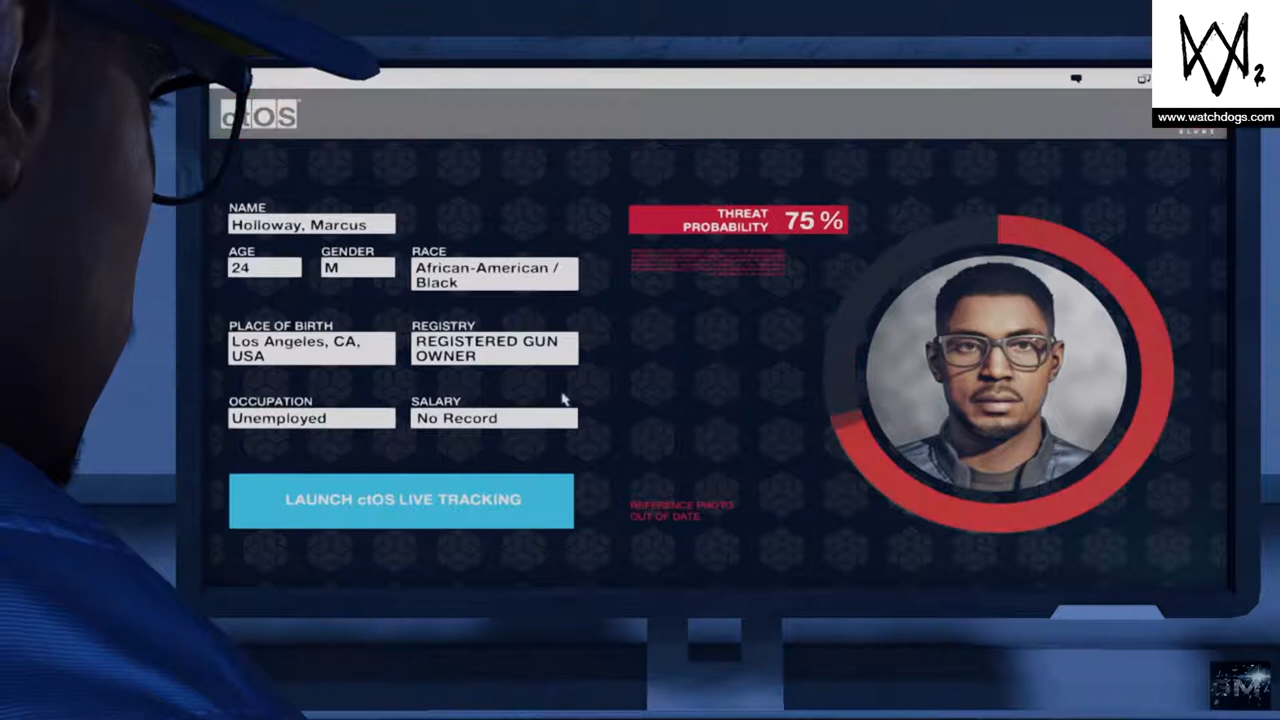 2
www.watchdogs.com
ctOS
BLUME
NAME
Holloway, Marcus
AGE
GENDER
RACE
24
M
African-American /
Black
PLACE OF BIRTH
REGISTRY
Los Angeles, CA,
USA
REGISTERED GUN
OWNER
OCCUPATION
SALARY
Unemployed
No Record
LAUNCH ctOS LIVE TRACKING
THREAT
PROBABILITY
75 %
REFERENCE PHOTO
OUT OF DATE